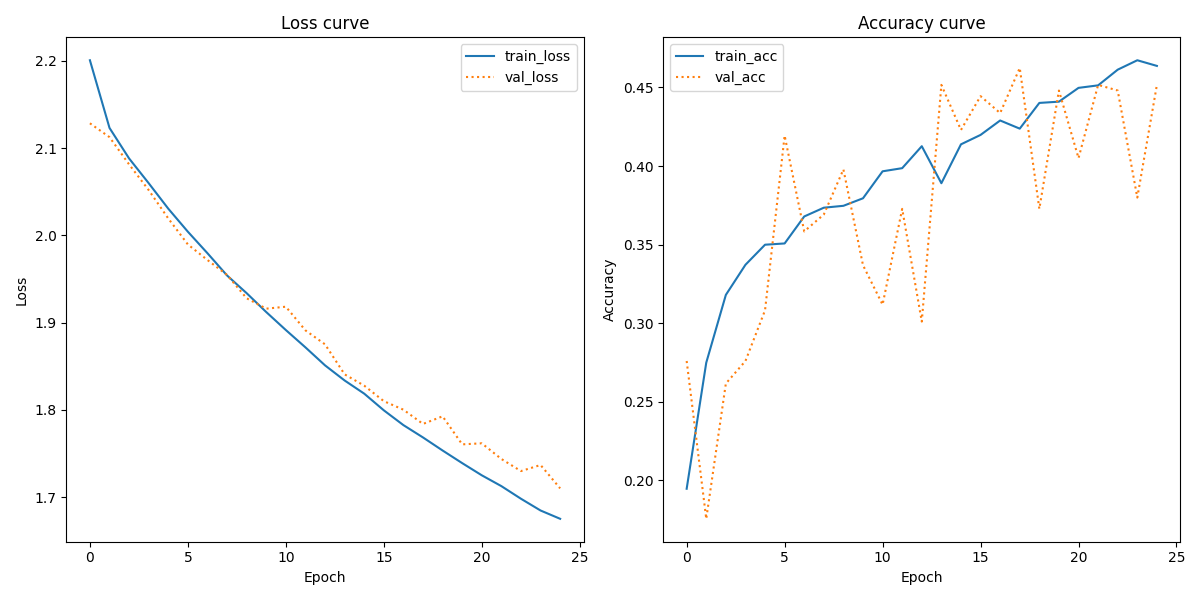 Loss curve
train_loss
val_loss
2.2
2.1
2.0
1.9
1.8
1.7
Loss
0 5 10 15 20 25
Epoch
Accuracy curve
train_acc
val_acc
0.45
0.40
0.35
0.30
0.25
0.20
Accuracy
0 5 10 15 20 25
Epoch